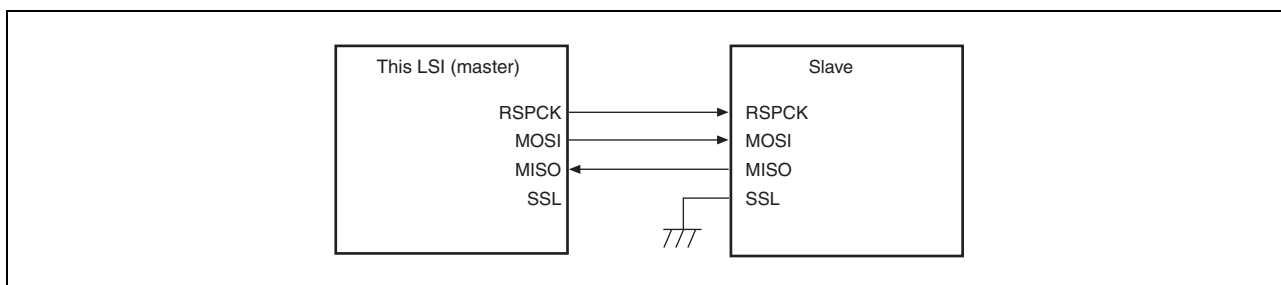 This LSI (master)
RSPCK
MOSI
MISO
SSL
Slave
RSPCK
MOSI
MISO
SSL